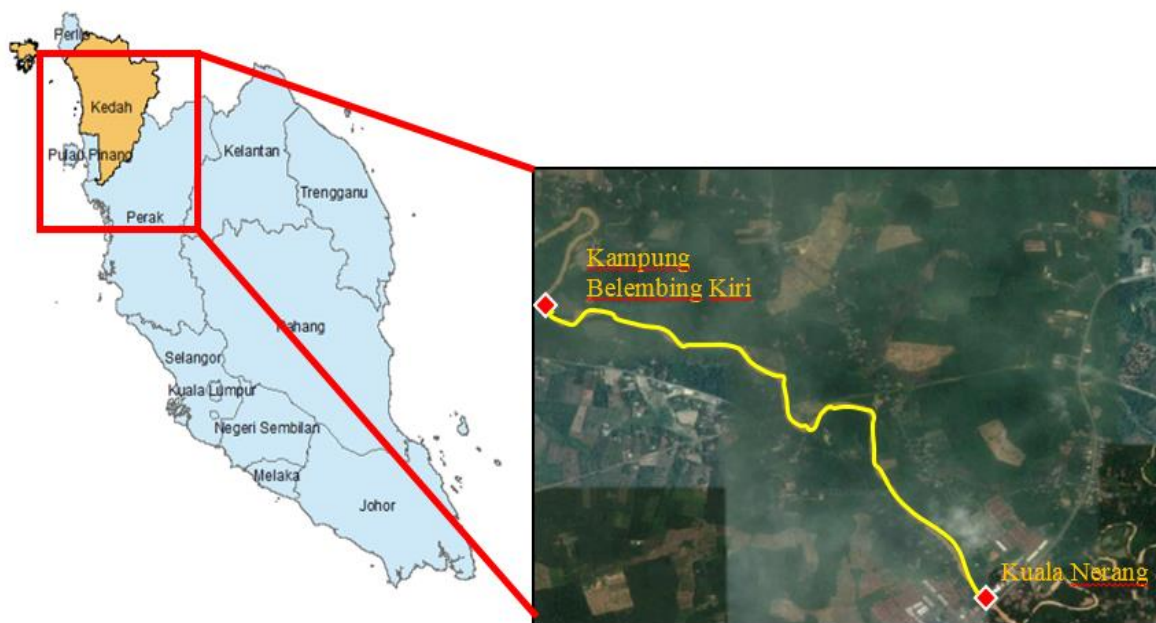 Perlis
Kedah
Pulau Pinang
Kelantan
Trengganu
Perak
Pahang
Selangor
Kuala Lumpur
Negeri Sembilan
Melaka
Johor
Kampung
Belembing Kiri
Kuala Nerang